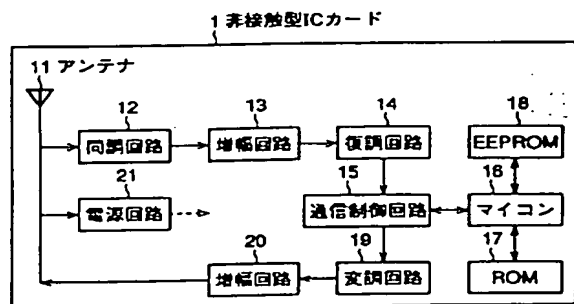 1 非接触型ICカード
11 アンテナ
12
同調回路
13
増幅回路
14
復調回路
18
EEPROM
21
電源回路
15
通信制御回路
16
マイコン
20
増幅回路
19
変調回路
17
ROM